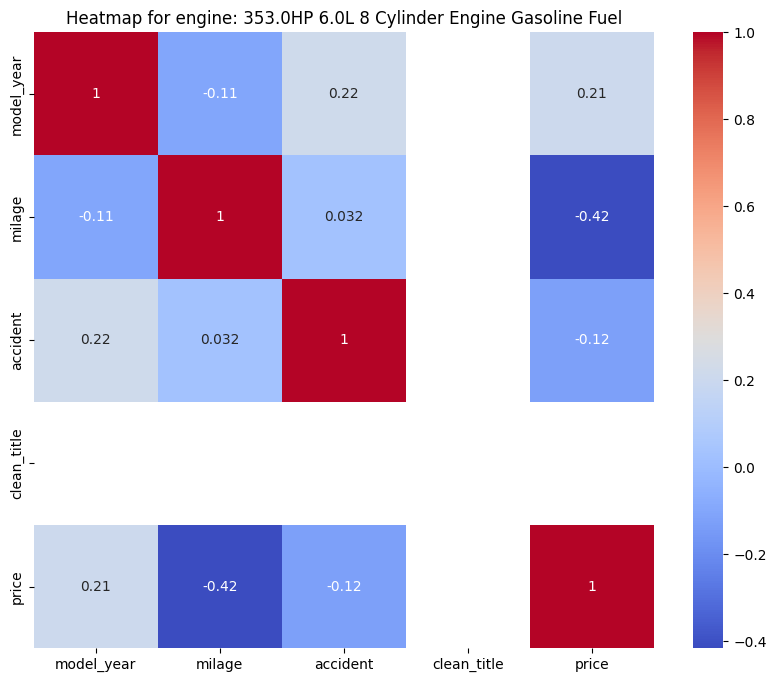 Heatmap for engine: 353.0HP 6.0L 8 Cylinder Engine Gasoline Fuel
model_year
1
-0.11
0.22
0.21
milage
-0.11
1
0.032
-0.42
accident
0.22
0.032
1
-0.12
clean_title
price
0.21
-0.42
-0.12
1
model_year
milage
accident
clean_title
price
1.0
0.8
0.6
0.4
0.2
0.0
−0.2
−0.4